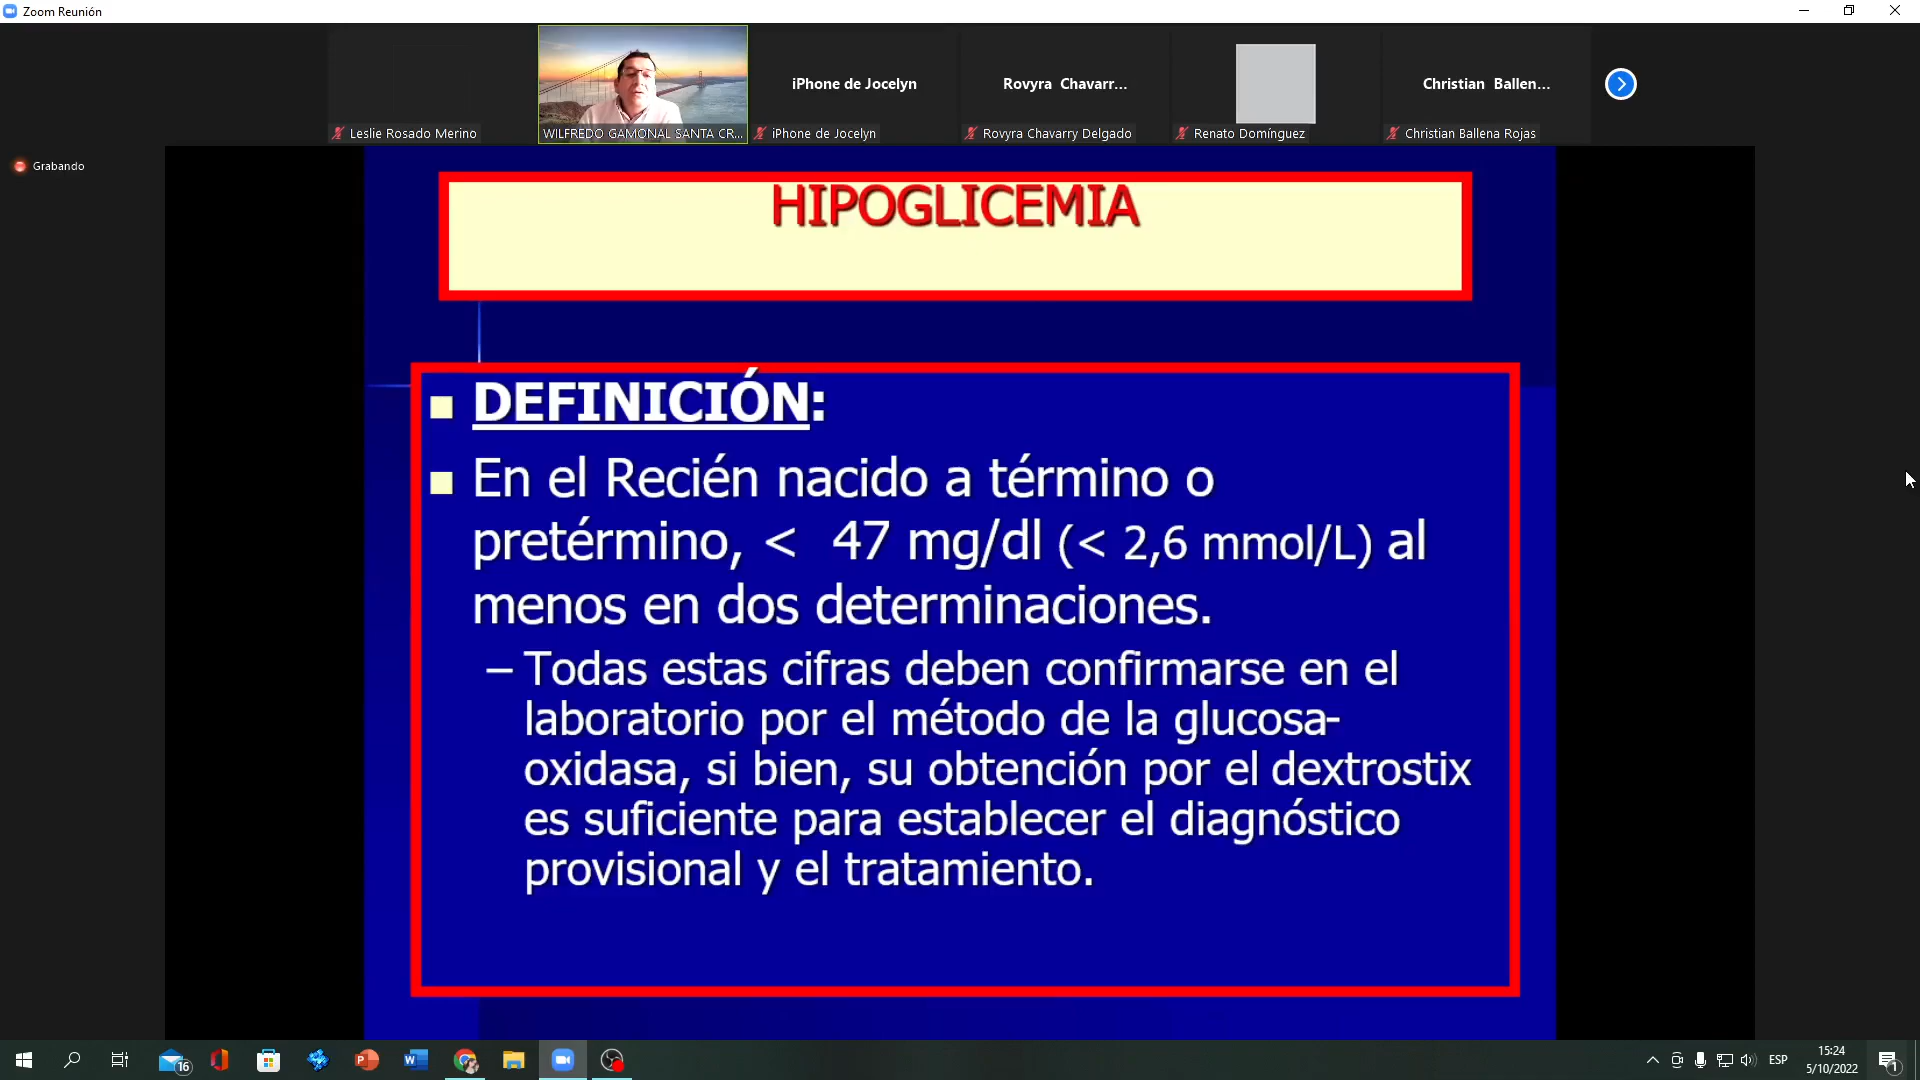 Zoom Reunión
iPhone de Jocelyn
Rovyra Chavarr...
Christian Ballen...
Leslie Rosado Merino
WILFREDO GAMONAL SANTA CR...
iPhone de Jocelyn
Rovyra Chavarry Delgado
Renato Domínguez
Christian Ballena Rojas
Grabando
HIPOGLICEMIA
DEFINICIÓN:
En el Recién nacido a término o
pretérmino, < 47 mg/dl (< 2,6 mmol/L) al
menos en dos determinaciones.
– Todas estas cifras deben confirmarse en el
laboratorio por el método de la glucosa-
oxidasa, si bien, su obtención por el dextrostix
es suficiente para establecer el diagnóstico
provisional y el tratamiento.
16
ESP
15:24
5/10/2022
1